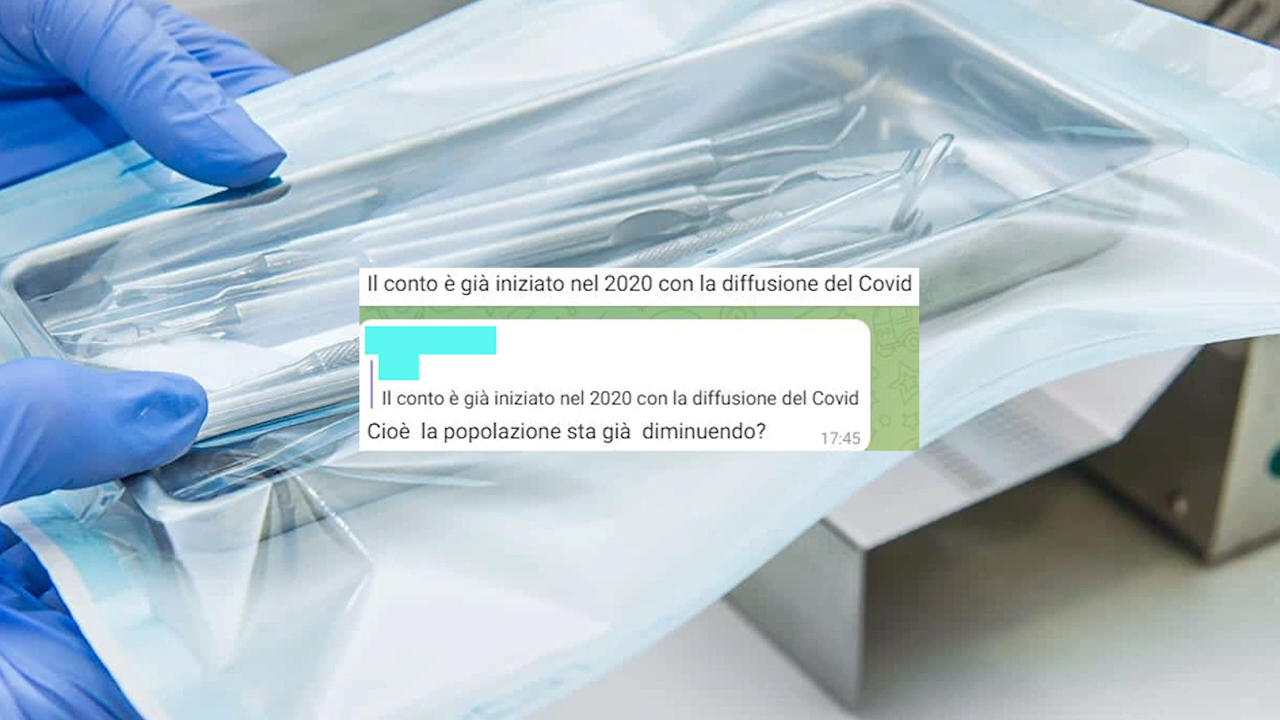 Il conto è già iniziato nel 2020 con la diffusione del Covid
Il conto è già iniziato nel 2020 con la diffusione del Covid
Cioè la popolazione sta già diminuendo?
17:45